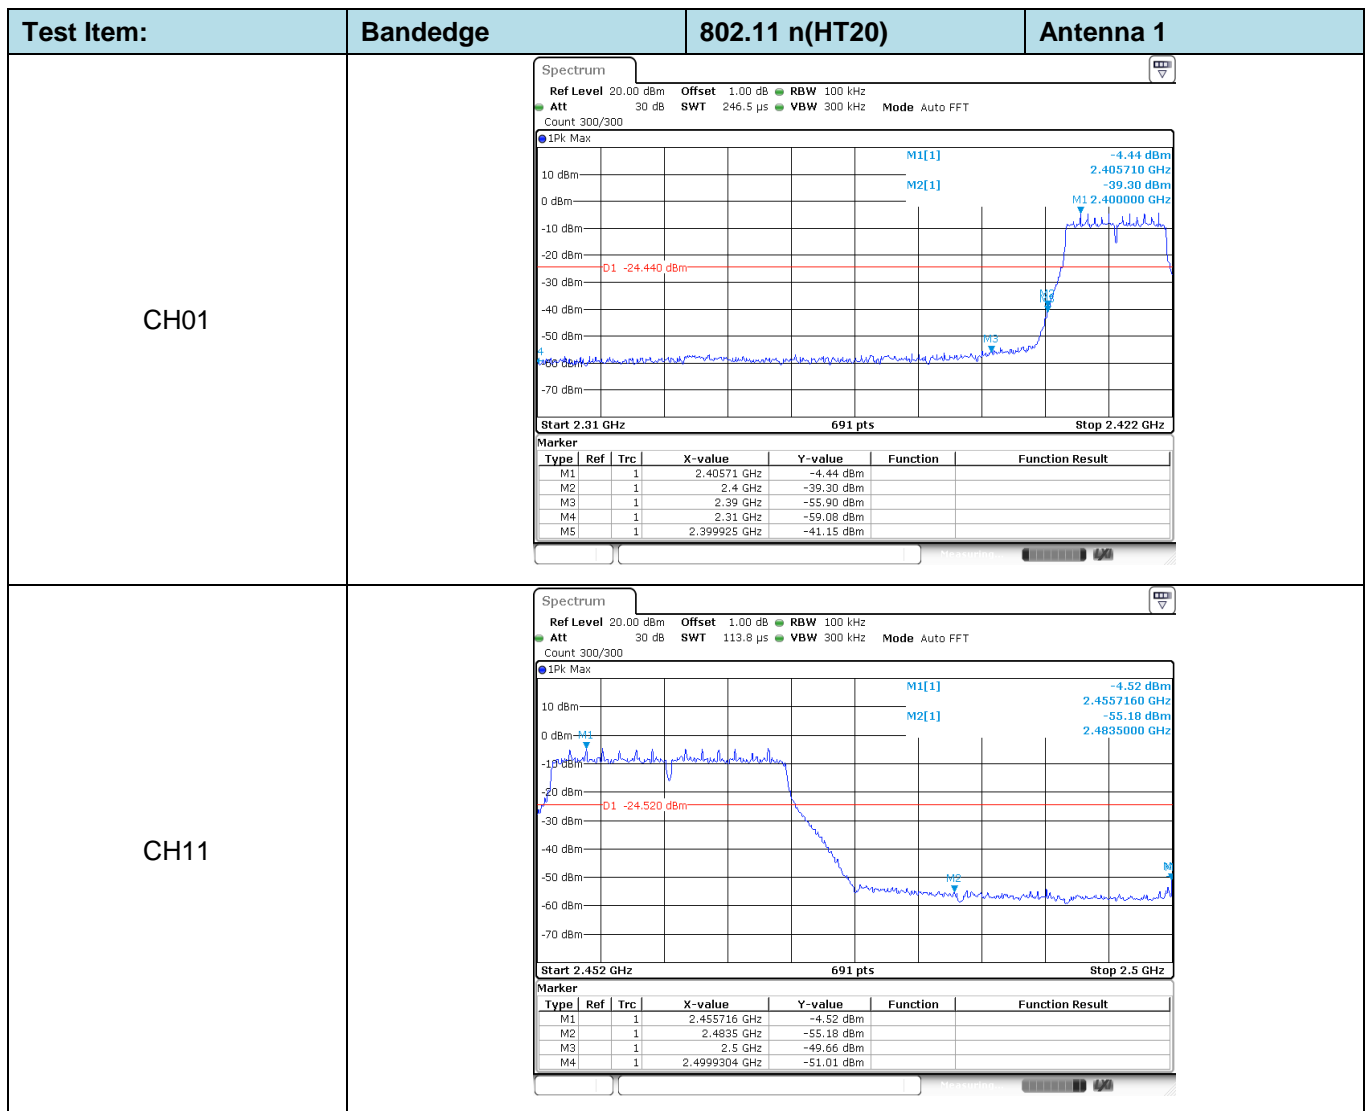 Test Item: Bandedge 802.11 n(HT20) Antenna 1
CH01
Spectrum
Ref Level 20.00 dBm Offset 1.00 dB RBW 100 kHz
Att 30 dB SWT 246.5 µs VBW 300 kHz Mode Auto FFT
Count 300/300
1Pk Max
M1[1] -4.44 dBm
2.405710 GHz
M2[1] -39.30 dBm
2.400000 GHz
M1
10 dBm
0 dBm
-10 dBm
-20 dBm
D1 -24.440 dBm
-30 dBm
-40 dBm
-50 dBm
M3
-60 dBm
-70 dBm
Start 2.31 GHz 691 pts Stop 2.422 GHz
Marker
Type Ref Trc X-value Y-value Function Function Result
M1 1 2.40571 GHz -4.44 dBm
M2 1 2.4 GHz -39.30 dBm
M3 1 2.39 GHz -55.90 dBm
M4 1 2.31 GHz -59.08 dBm
M5 1 2.399925 GHz -41.15 dBm
Measuring...
CH11
Spectrum
Ref Level 20.00 dBm Offset 1.00 dB RBW 100 kHz
Att 30 dB SWT 113.8 µs VBW 300 kHz Mode Auto FFT
Count 300/300
1Pk Max
M1[1] -4.52 dBm
2.4557160 GHz
M2[1] -55.18 dBm
2.4835000 GHz
10 dBm
0 dBm M1
-10 dBm
-20 dBm
D1 -24.520 dBm
-30 dBm
-40 dBm
-50 dBm
M2
-60 dBm
-70 dBm
Start 2.452 GHz 691 pts Stop 2.5 GHz
Marker
Type Ref Trc X-value Y-value Function Function Result
M1 1 2.455716 GHz -4.52 dBm
M2 1 2.4835 GHz -55.18 dBm
M3 1 2.5 GHz -49.66 dBm
M4 1 2.4999304 GHz -51.01 dBm
Measuring...